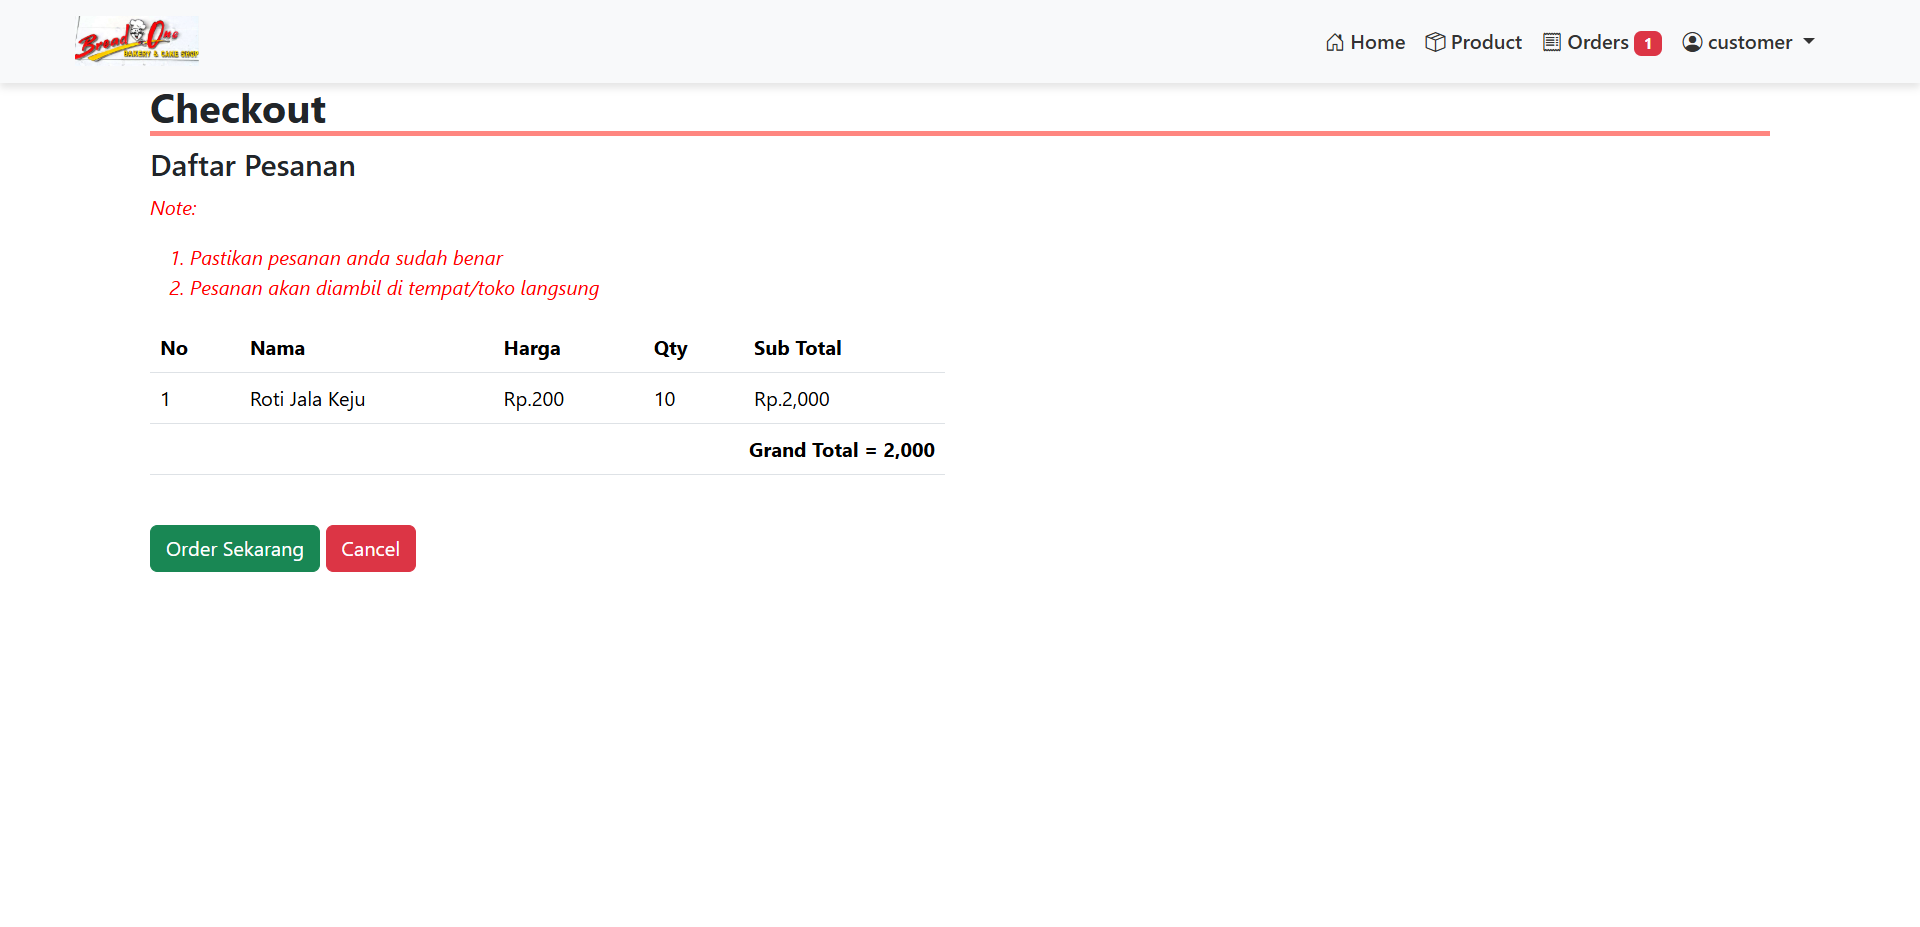 Bread One
BAKERY & CAKE SHOP
Home
Product
Orders 1
customer
Checkout
Daftar Pesanan
Note:
1. Pastikan pesanan anda sudah benar
2. Pesanan akan diambil di tempat/toko langsung
No Nama Harga Qty Sub Total
1 Roti Jala Keju Rp.200 10 Rp.2,000
Grand Total = 2,000
Order Sekarang Cancel